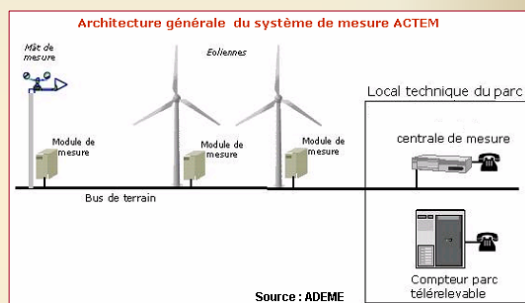 Architecture générale du système de mesure ACTEM
Mât de
mesure
Eoliennes
Local technique du parc
Module de
mesure
Module de
mesure
Module de
mesure
centrale de mesure
Bus de terrain
Compteur parc
télérelevable
Source : ADEME